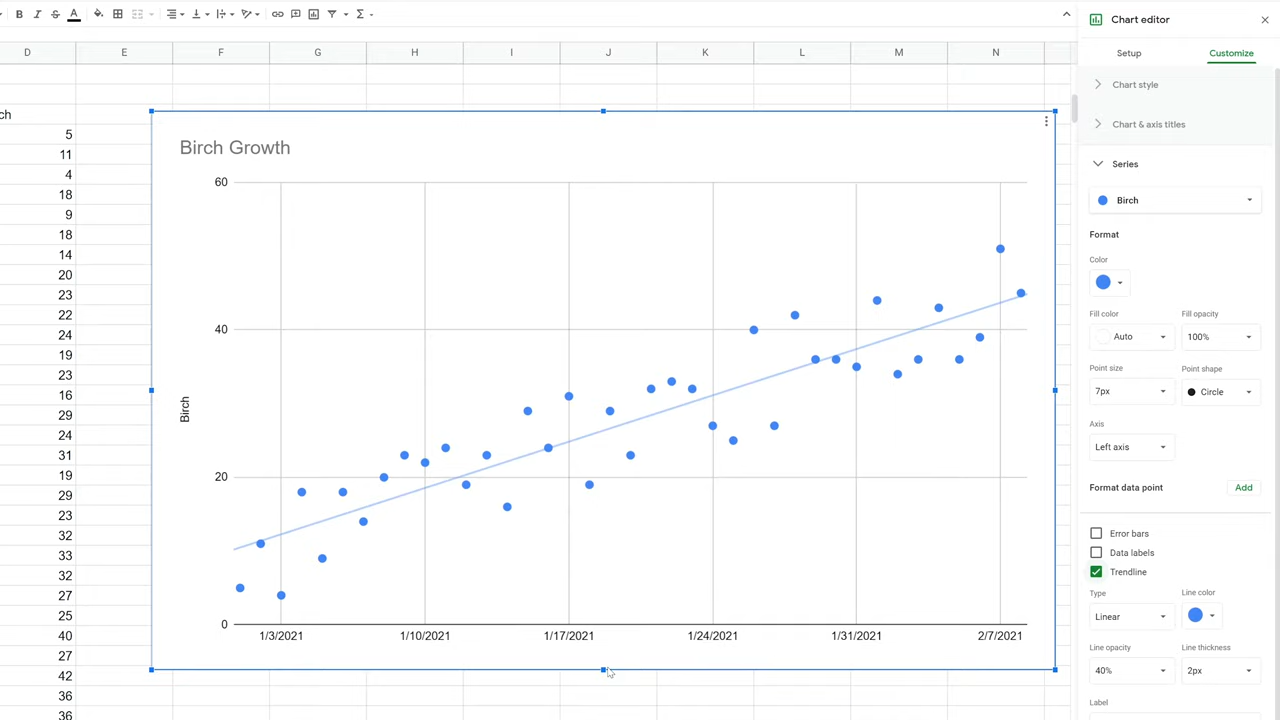 B I S A Σ
Chart editor
Setup Customize
D E F G H I J K L M N
Chart style
Chart & axis titles
Series
Birch
Format
Color
Fill color Fill opacity
Auto 100%
Point size Point shape
7px Circle
Axis
Left axis
Format data point Add
Error bars
Data labels
Trendline
Type Line color
Linear
Line opacity Line thickness
40% 2px
Label
ch
5
11
4
18
9
18
14
20
23
22
24
19
23
16
29
24
31
19
29
23
32
33
32
27
25
40
27
42
36
36
Birch Growth
60
40
20
0
Birch
1/3/2021 1/10/2021 1/17/2021 1/24/2021 1/31/2021 2/7/2021